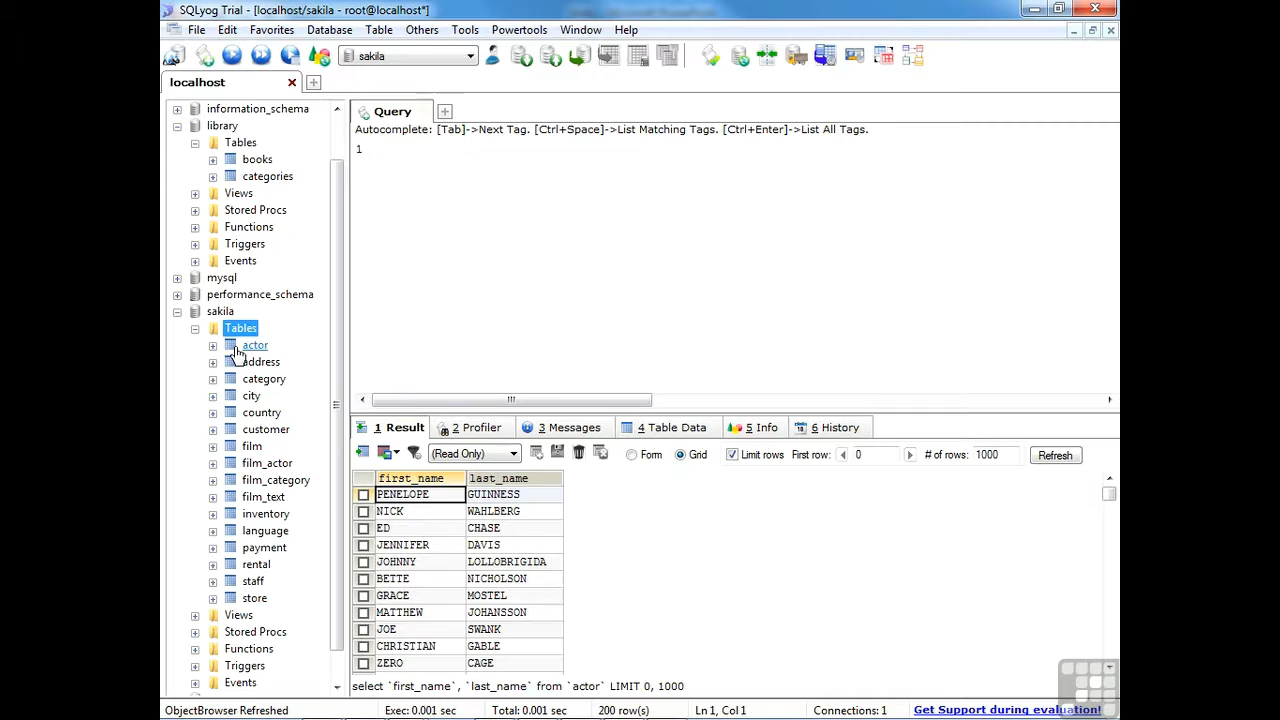 SQLyog Trial - [localhost/sakila - root@localhost*]
File Edit Favorites Database Table Others Tools Powertools Window Help
sakila
localhost
information_schema
library
Tables
books
categories
Views
Stored Procs
Functions
Triggers
Events
mysql
performance_schema
sakila
Tables
actor
address
category
city
country
customer
film
film_actor
film_category
film_text
inventory
language
payment
rental
staff
store
Views
Stored Procs
Functions
Triggers
Events
Query
Autocomplete: [Tab]->Next Tag. [Ctrl+Space]->List Matching Tags. [Ctrl+Enter]->List All Tags.
1
1 Result 2 Profiler 3 Messages 4 Table Data 5 Info 6 History
(Read Only) Form Grid Limit rows First row: 0 # of rows: 1000 Refresh
first_name last_name
PENELOPE GUINNESS
NICK WAHLBERG
ED CHASE
JENNIFER DAVIS
JOHNNY LOLLOBRIGIDA
BETTE NICHOLSON
GRACE MOSTEL
MATTHEW JOHANSSON
JOE SWANK
CHRISTIAN GABLE
ZERO CAGE
select `first_name`, `last_name` from `actor` LIMIT 0, 1000
ObjectBrowser Refreshed Exec: 0.001 sec Total: 0.001 sec 200 row(s) Ln 1, Col 1 Connections: 1 Get Support during evaluation!